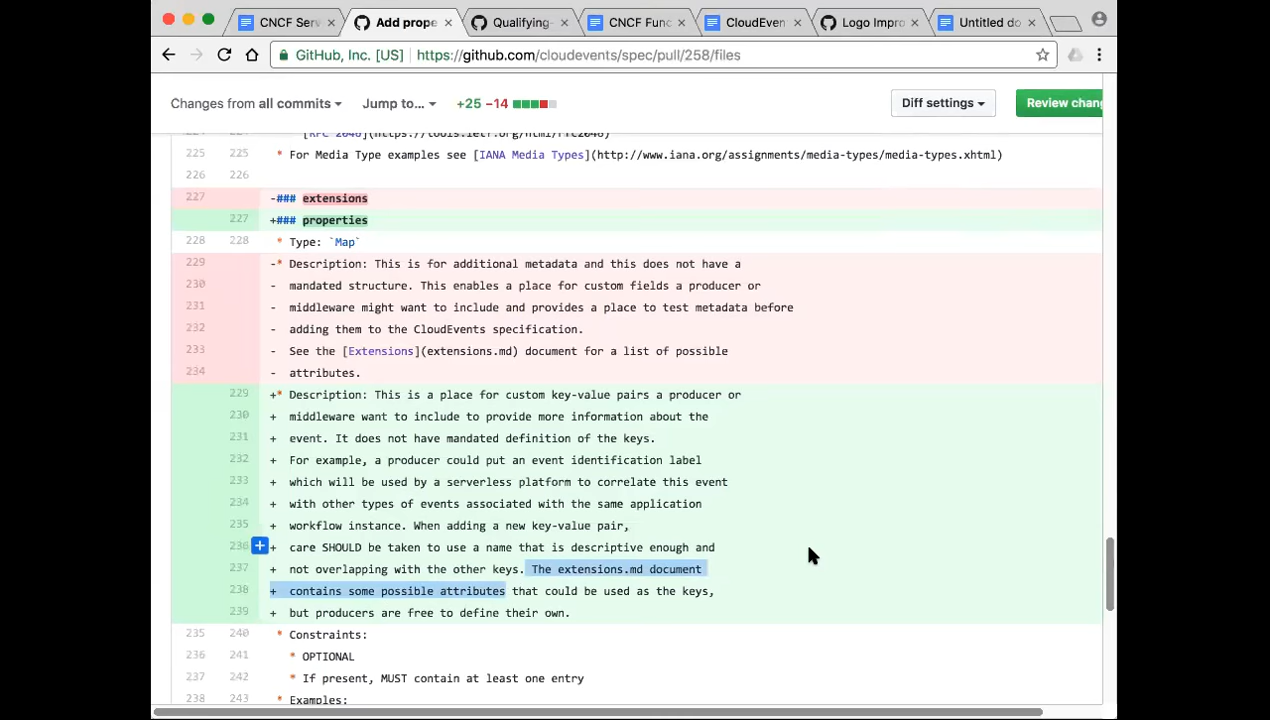 CNCF Serv
Add prope
Qualifying-
CNCF Func
CloudEven
Logo Impro
Untitled do
GitHub, Inc. [US] https://github.com/cloudevents/spec/pull/258/files
Changes from all commits Jump to... +25 −14 Diff settings Review chang
224 [RFC 2046](https://tools.ietf.org/html/rfc2046)
225 225 * For Media Type examples see [IANA Media Types](http://www.iana.org/assignments/media-types/media-types.xhtml)
226 226
227 -### extensions
227 +### properties
228 228 * Type: `Map`
229 -* Description: This is for additional metadata and this does not have a
230 - mandated structure. This enables a place for custom fields a producer or
231 - middleware might want to include and provides a place to test metadata before
232 - adding them to the CloudEvents specification.
233 - See the [Extensions](extensions.md) document for a list of possible
234 - attributes.
229 +* Description: This is a place for custom key-value pairs a producer or
230 + middleware want to include to provide more information about the
231 + event. It does not have mandated definition of the keys.
232 + For example, a producer could put an event identification label
233 + which will be used by a serverless platform to correlate this event
234 + with other types of events associated with the same application
235 + workflow instance. When adding a new key-value pair,
236 + care SHOULD be taken to use a name that is descriptive enough and
237 + not overlapping with the other keys. The extensions.md document
238 + contains some possible attributes that could be used as the keys,
239 + but producers are free to define their own.
235 240 * Constraints:
236 241 * OPTIONAL
237 242 * If present, MUST contain at least one entry
238 243 * Examples: